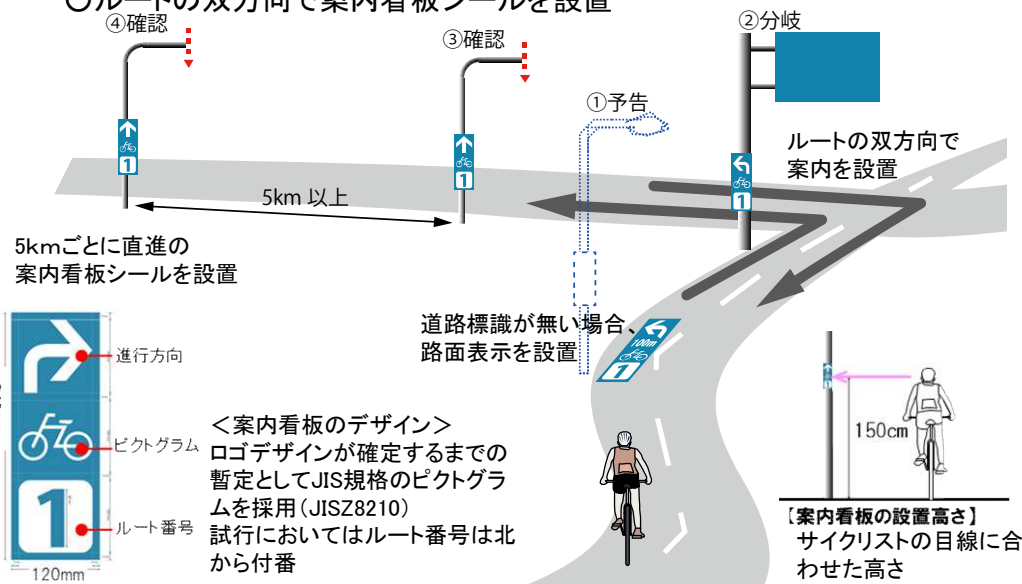 〇ルートの双方向で案内看板シールを設置
④確認
③確認
②分岐
①予告
ルートの双方向で
案内を設置
1
1
1
5km 以上
5kmごとに直進の
案内看板シールを設置
道路標識が無い場合、
路面表示を設置
100m
1
進行方向
ピクトグラム
1
ルート番号
120mm
<案内看板のデザイン>
ロゴデザインが確定するまでの
暫定としてJIS規格のピクトグラ
ムを採用(JISZ8210)
試行においてはルート番号は北
から付番
150cm
【案内看板の設置高さ】
サイクリストの目線に合
わせた高さ